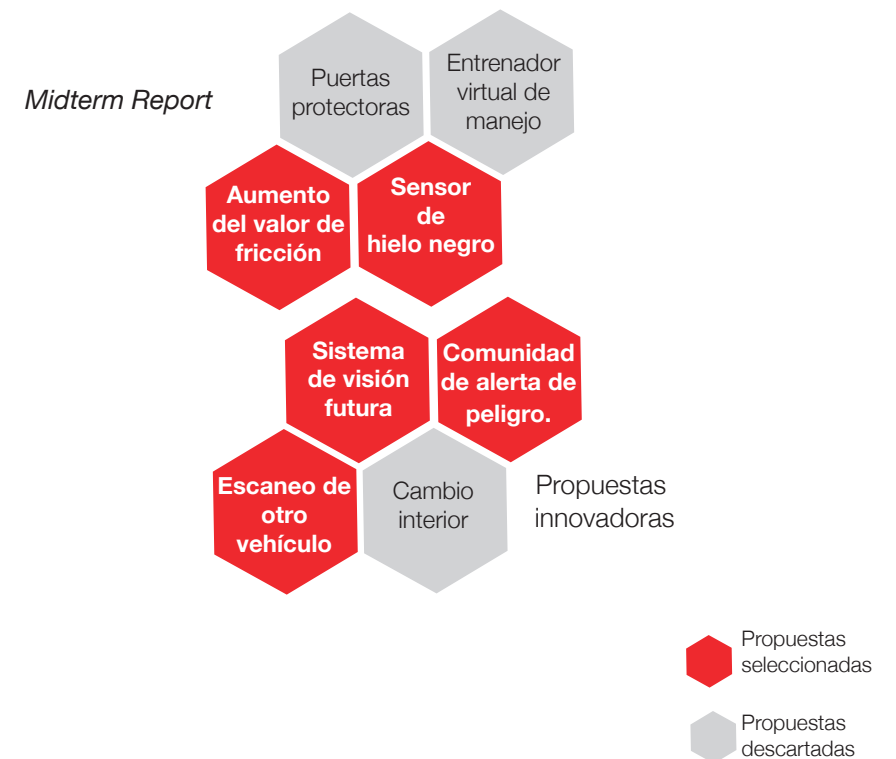 Midterm Report
Puertas
protectoras
Entrenador
virtual de
manejo
Aumento
del valor de
fricción
Sensor
de
hielo negro
Sistema
de visión
futura
Comunidad
de alerta de
peligro.
Escaneo de
otro
vehículo
Cambio
interior
Propuestas
innovadoras
Propuestas
seleccionadas
Propuestas
descartadas